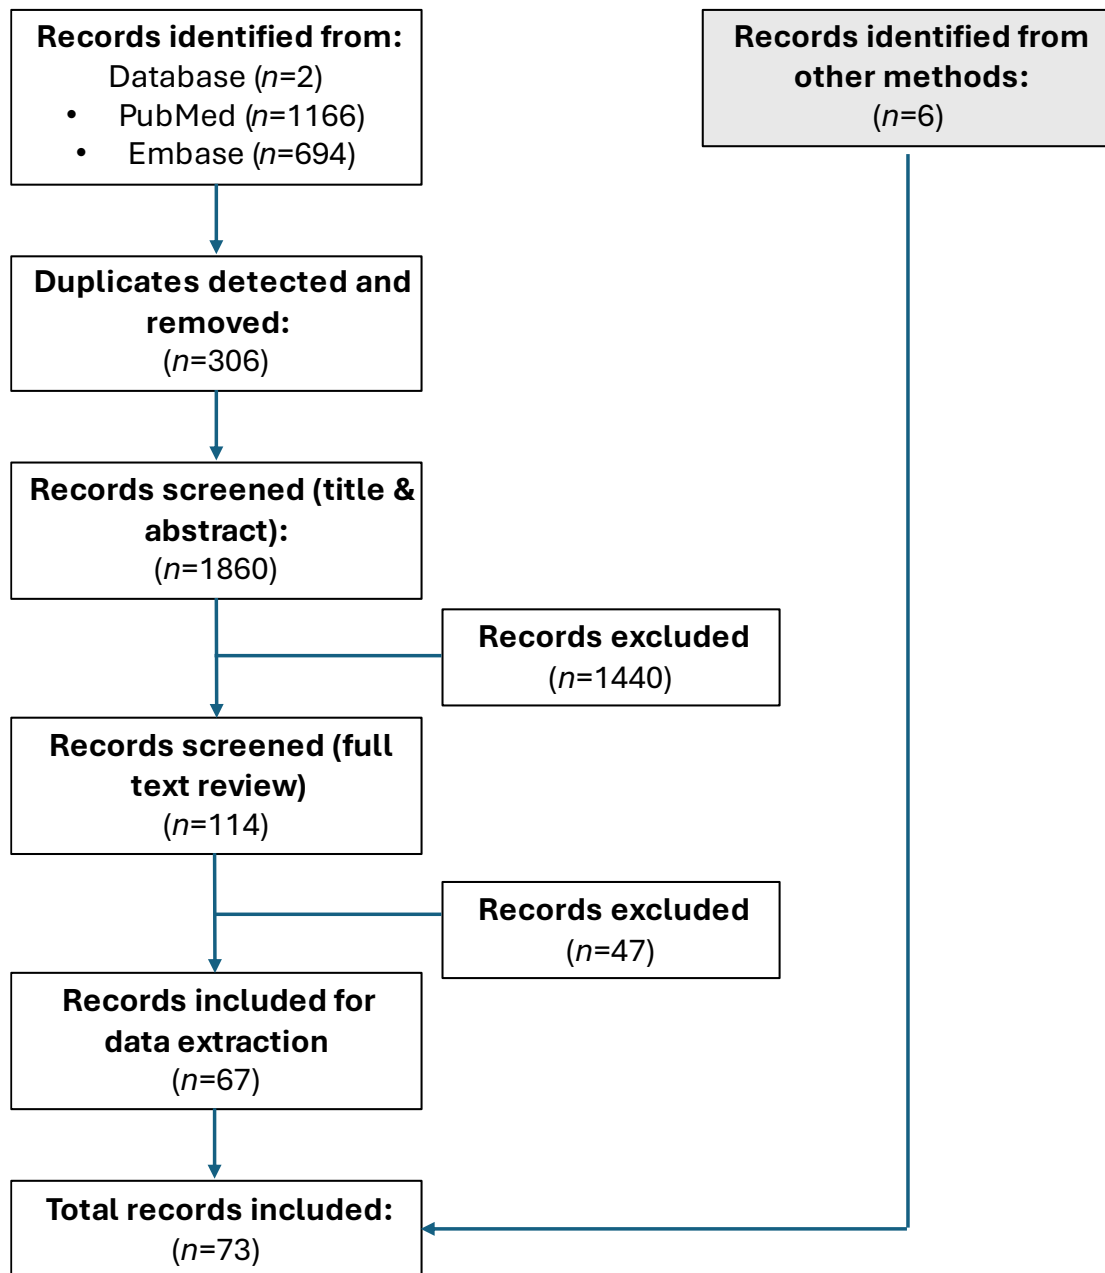 Records identified from:
Database (n=2)
• PubMed (n=1166)
• Embase (n=694)
Records identified from
other methods:
(n=6)
Duplicates detected and
removed:
(n=306)
Records screened (title &
abstract):
(n=1860)
Records excluded
(n=1440)
Records screened (full
text review)
(n=114)
Records excluded
(n=47)
Records included for
data extraction
(n=67)
Total records included:
(n=73)